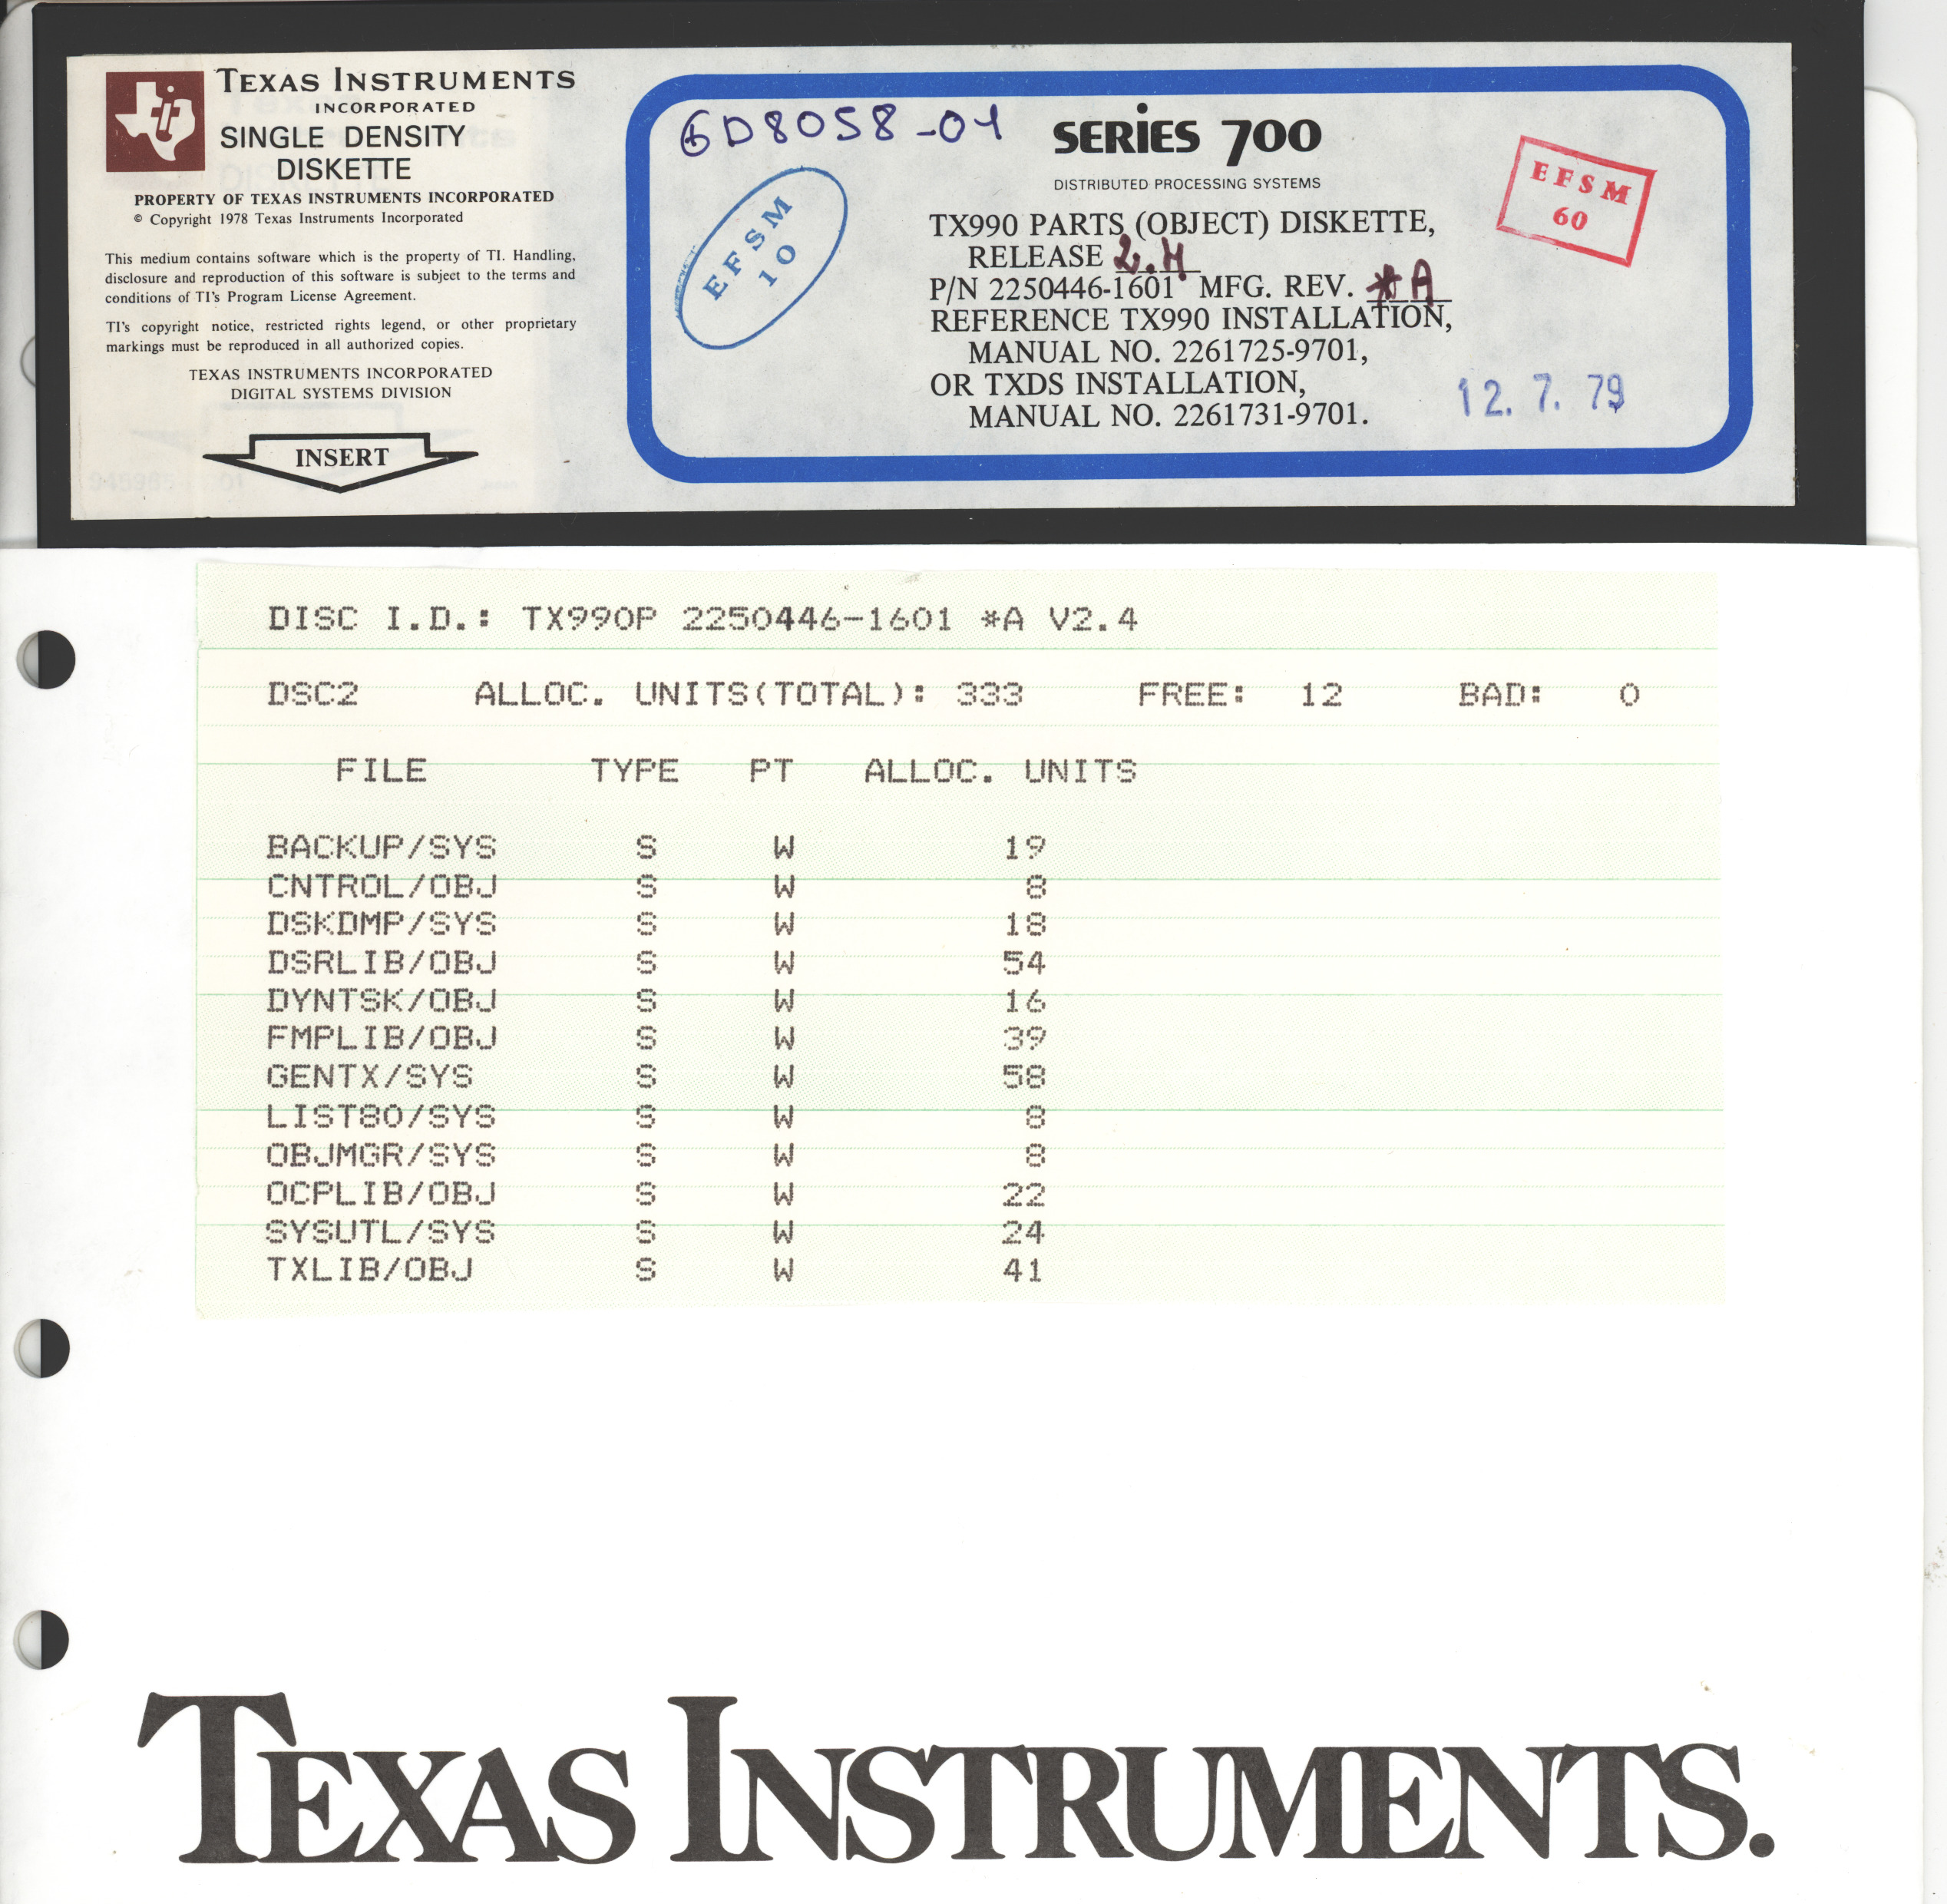 TEXAS INSTRUMENTS
INCORPORATED
SINGLE DENSITY
DISKETTE
PROPERTY OF TEXAS INSTRUMENTS INCORPORATED
© Copyright 1978 Texas Instruments Incorporated
This medium contains software which is the property of TI. Handling,
disclosure and reproduction of this software is subject to the terms and
conditions of TI's Program License Agreement.
TI's copyright notice, restricted rights legend, or other proprietary
markings must be reproduced in all authorized copies.
TEXAS INSTRUMENTS INCORPORATED
DIGITAL SYSTEMS DIVISION
INSERT
6D8058-01
EFSM
10
SERIES 700
DISTRIBUTED PROCESSING SYSTEMS
TX990 PARTS (OBJECT) DISKETTE,
RELEASE 2.4
P/N 2250446-1601 MFG. REV. *A
REFERENCE TX990 INSTALLATION,
MANUAL NO. 2261725-9701,
OR TXDS INSTALLATION,
MANUAL NO. 2261731-9701.
EFSM
60
12. 7. 79
DISC I.D.: TX990P 2250446-1601 *A V2.4
DSC2 ALLOC. UNITS(TOTAL): 333 FREE: 12 BAD: 0
FILE TYPE PT ALLOC. UNITS
BACKUP/SYS S W 19
CNTROL/OBJ S W 8
DSKDMP/SYS S W 18
DSRLIB/OBJ S W 54
DYNTSK/OBJ S W 16
FMPLIB/OBJ S W 39
GENTX/SYS S W 58
LIST80/SYS S W 8
OBJMGR/SYS S W 8
OCPLIB/OBJ S W 22
SYSUTL/SYS S W 24
TXLIB/OBJ S W 41
TEXAS INSTRUMENTS.